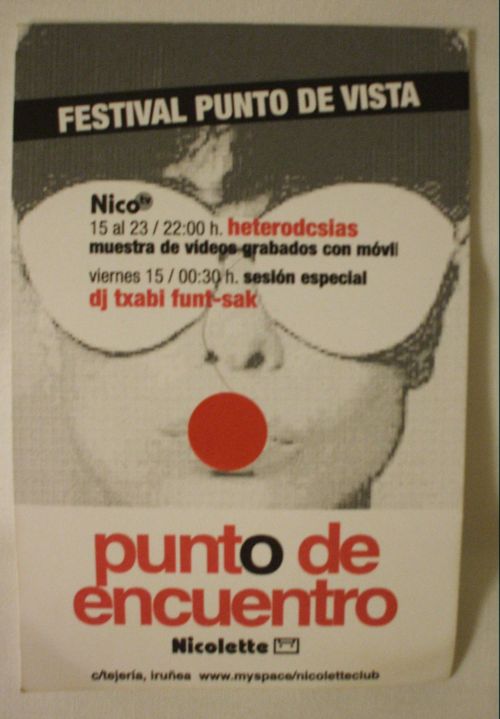 FESTIVAL PUNTO DE VISTA
Nico tv
15 al 23 / 22:00 h. heterodcsias
muestra de videos grabados con móvil
viernes 15 / 00:30 h. sesión especial
dj txabi funt-sak
punto de
encuentro
Nicolette
c/tejería, iruñea www.myspace/nicoletteclub